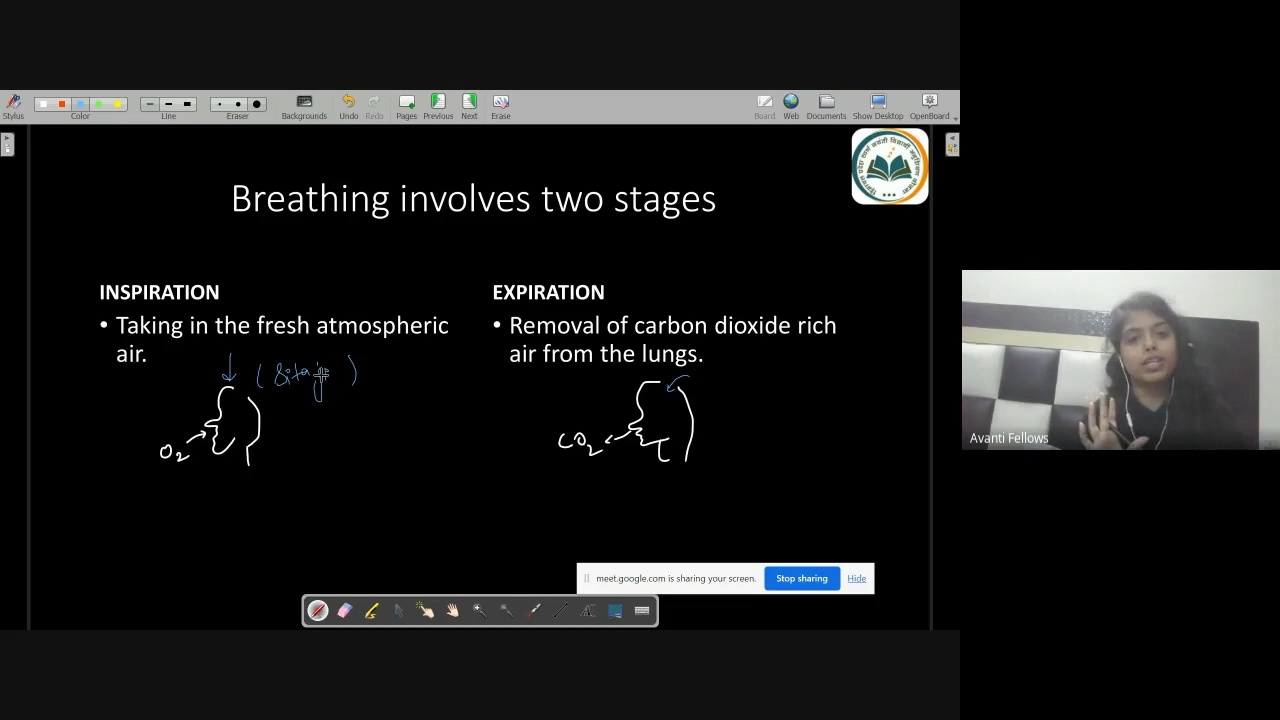 Stylus Color Line Eraser Backgrounds Undo Redo Pages Previous Next Erase Board Web Documents Show Desktop OpenBoard
Breathing involves two stages
INSPIRATION
• Taking in the fresh atmospheric
air.
O2
EXPIRATION
• Removal of carbon dioxide rich
air from the lungs.
CO2
Avanti Fellows
meet.google.com is sharing your screen. Stop sharing Hide